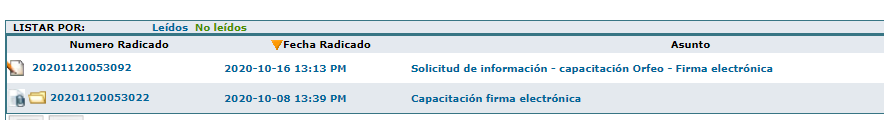 LISTAR POR: Leídos No leídos
Numero Radicado Fecha Radicado Asunto
20201120053092 2020-10-16 13:13 PM Solicitud de información - capacitación Orfeo - Firma electrónica
20201120053022 2020-10-08 13:39 PM Capacitación firma electrónica